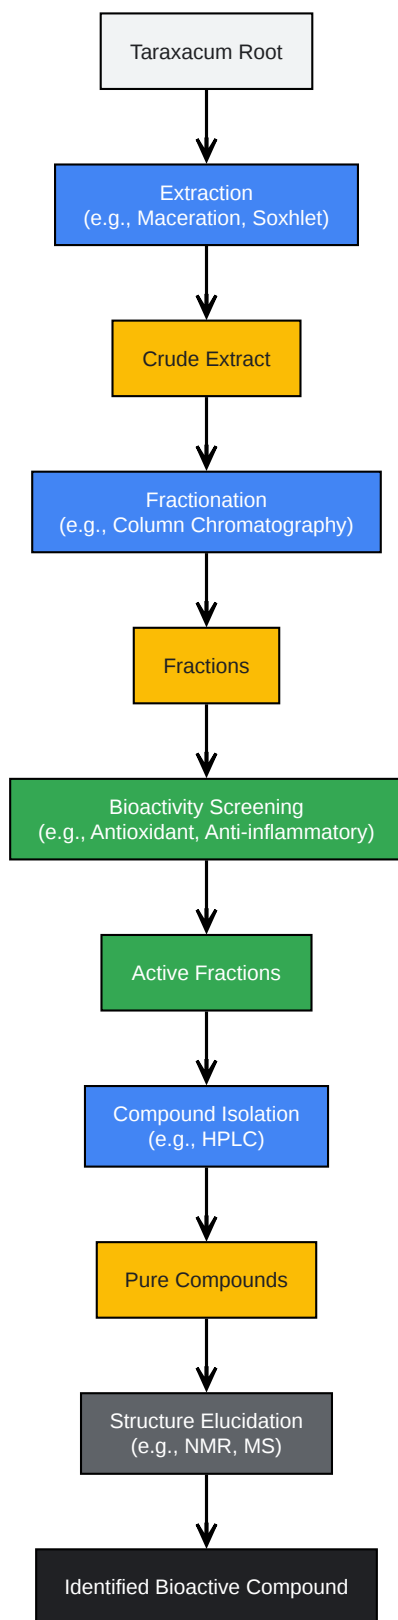 Taraxacum Root
Extraction
(e.g., Maceration, Soxhlet)
Crude Extract
Fractionation
(e.g., Column Chromatography)
Fractions
Bioactivity Screening
(e.g., Antioxidant, Anti-inflammatory)
Active Fractions
Compound Isolation
(e.g., HPLC)
Pure Compounds
Structure Elucidation
(e.g., NMR, MS)
Identified Bioactive Compound